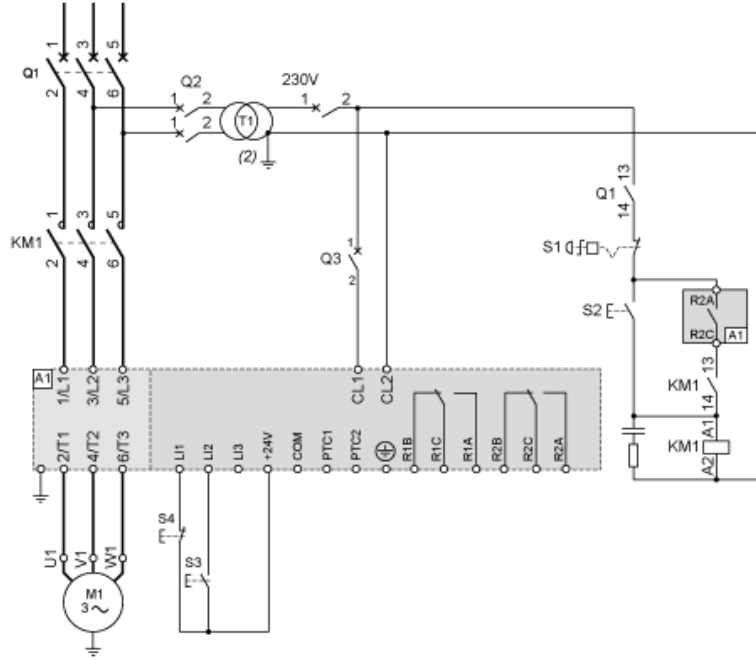 1 3 5
Q1
2 4 6
Q2
1 2
1 2
T1
(2)
230V
1 2
13
Q1
14
1 3 5
KM1
2 4 6
Q3
1
2
S1
S2
R2A
R2C A1
13
KM1
14
A1
KM1
A2
A1
1/L1 3/L2 5/L3
CL1 CL2
2/T1 4/T2 6/T3
LI1 LI2 LI3 +24V COM PTC1 PTC2 R1B R1C R1A R2B R2C R2A
S4
S3
U1 V1 W1
M1
3 ~